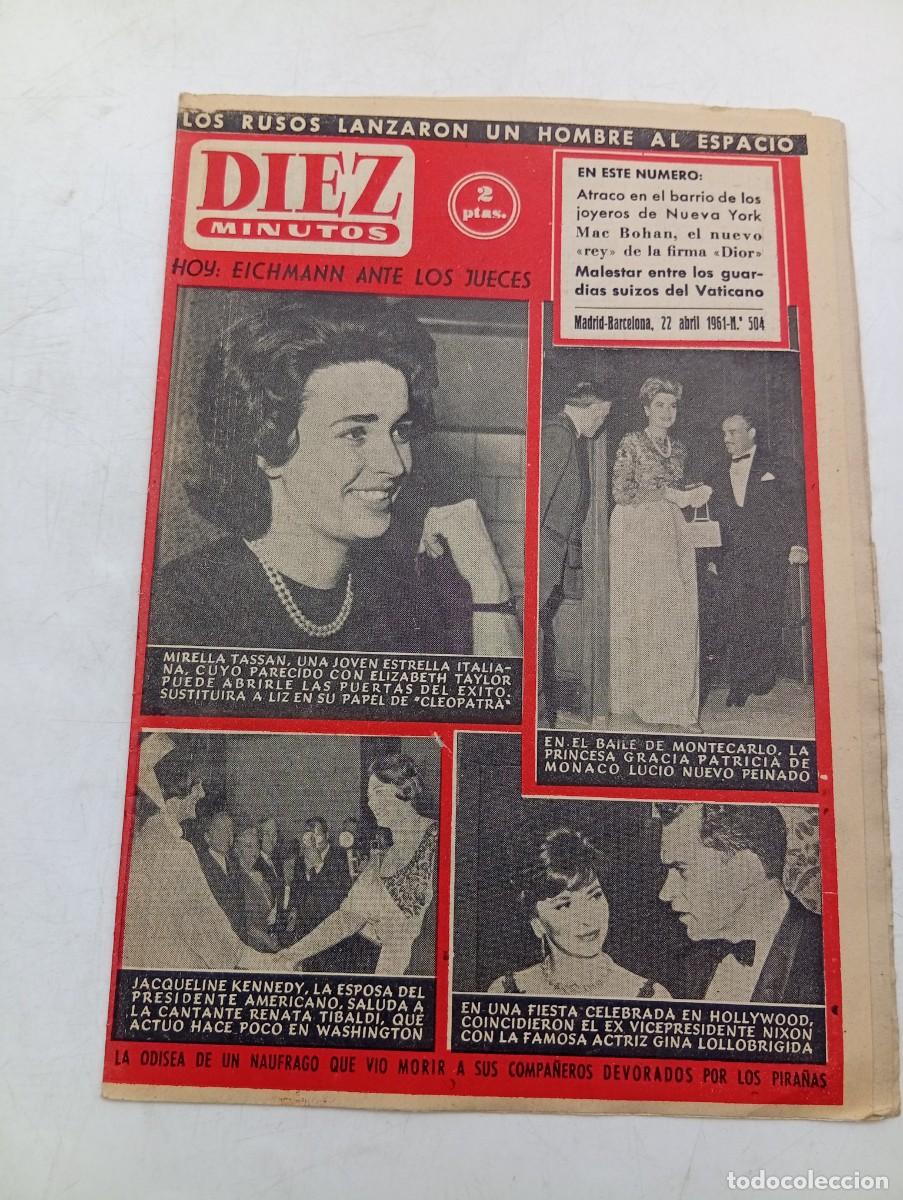 LOS RUSOS LANZARON UN HOMBRE AL ESPACIO
DIEZ
MINUTOS
2
ptas.
HOY: EICHMANN ANTE LOS JUECES
EN ESTE NUMERO:
Atraco en el barrio de los
joyeros de Nueva York
Mac Bohan, el nuevo
«rey» de la firma «Dior»
Malestar entre los guar-
dias suizos del Vaticano
Madrid-Barcelona, 22 abril 1961-N.º 504
MIRELLA TASSAN, UNA JOVEN ESTRELLA ITALIA-
NA, CUYO PARECIDO CON ELIZABETH TAYLOR
PUEDE ABRIRLE LAS PUERTAS DEL EXITO.
SUSTITUIRA A LIZ EN SU PAPEL DE "CLEOPATRA"
EN EL BAILE DE MONTECARLO, LA
PRINCESA GRACIA PATRICIA DE
MONACO LUCIO NUEVO PEINADO
JACQUELINE KENNEDY, LA ESPOSA DEL
PRESIDENTE AMERICANO, SALUDA A
LA CANTANTE RENATA TIBALDI, QUE
ACTUO HACE POCO EN WASHINGTON
EN UNA FIESTA CELEBRADA EN HOLLYWOOD,
COINCIDIERON EL EX VICEPRESIDENTE NIXON
CON LA FAMOSA ACTRIZ GINA LOLLOBRIGIDA
LA ODISEA DE UN NAUFRAGO QUE VIO MORIR A SUS COMPAÑEROS DEVORADOS POR LOS PIRAÑAS
todocoleccion